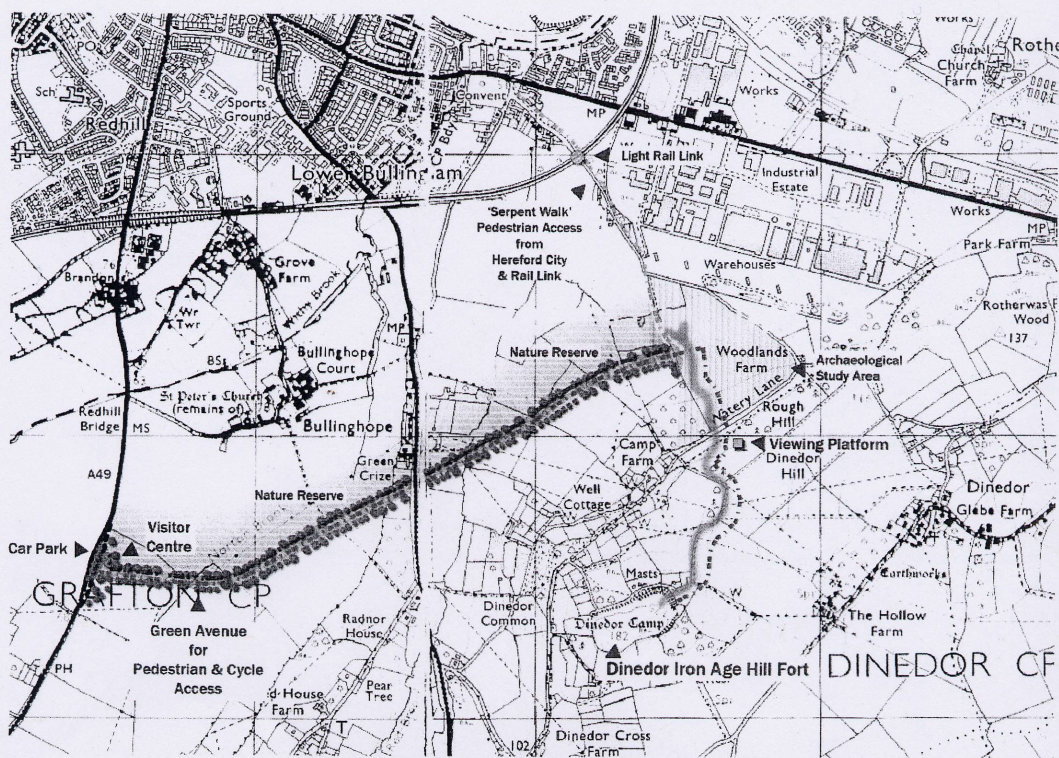 PO
PO
Works
Sch
Sports
Ground
Redhill
Convent
MP
Works
Chapel
Church
Farm
Lower Bullingham
Light Rail Link
Industrial
Estate
'Serpent Walk'
Pedestrian Access
from
Hereford City
& Rail Link
Works
MP
Park Farm
Warehouses
Grove
Farm
Brandon
Wr
Twr
Withy Brook
MP
Rotherwas
Wood
137
Nature Reserve
Woodlands
Farm
Archaeological
Study Area
BS
Bullinghope
Court
St Peter's Church
(remains of)
Bullinghope
Watery Lane
Rough
Hill
Redhill
Bridge
MS
Viewing Platform
Dinedor
Hill
Camp
Farm
Green
Crize
A49
Nature Reserve
Well
Cottage
Dinedor
Glebe Farm
Visitor
Centre
Car Park
Earthworks
Masts
W
GRAFTON CP
Dinedor
Common
Dinedor Camp
182
The Hollow
Farm
Radnor
House
Green Avenue
for
Pedestrian & Cycle
Access
Dinedor Iron Age Hill Fort
DINEDOR CP
PH
Pear
Tree
d House
Farm
T
Dinedor Cross
Farm
102